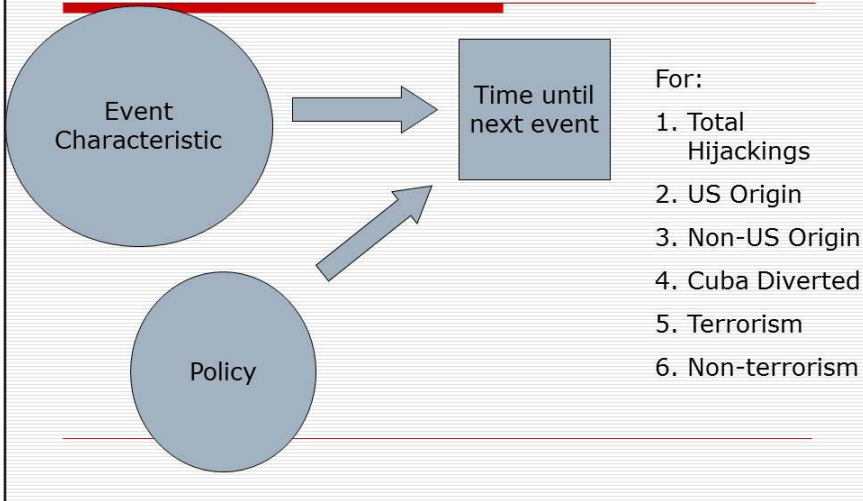 Event
Characteristic
Time until
next event
Policy
For:
1. Total
Hijackings
2. US Origin
3. Non-US Origin
4. Cuba Diverted
5. Terrorism
6. Non-terrorism